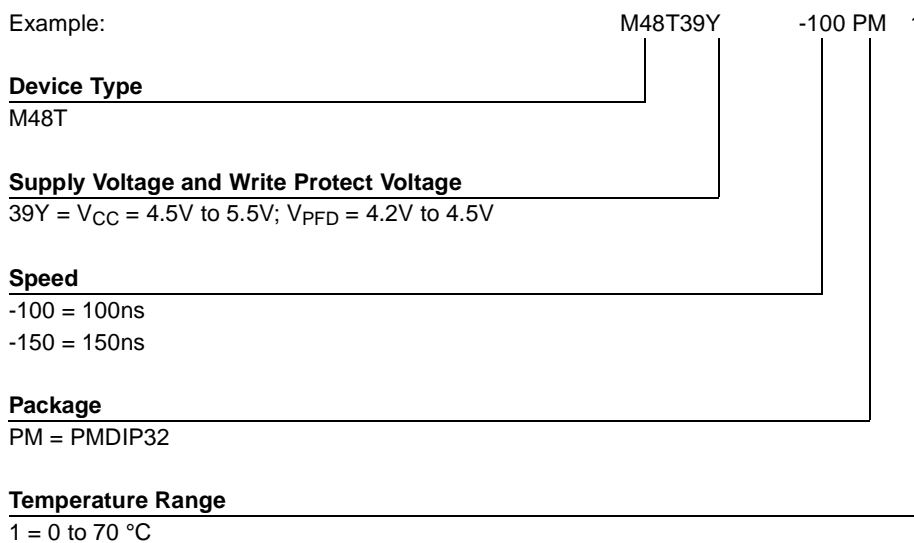 Example: M48T39Y -100 PM
Device Type
M48T
Supply Voltage and Write Protect Voltage
39Y = VCC = 4.5V to 5.5V; VPFD = 4.2V to 4.5V
Speed
-100 = 100ns
-150 = 150ns
Package
PM = PMDIP32
Temperature Range
1 = 0 to 70 °C